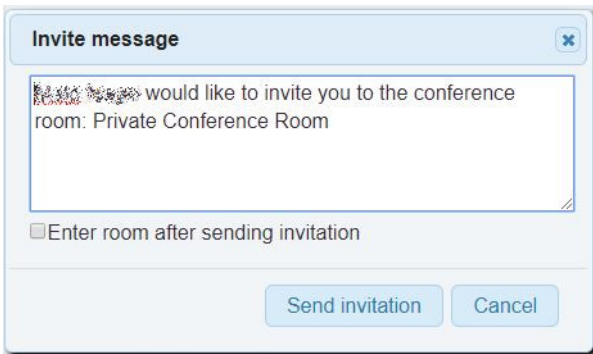 Invite message
would like to invite you to the conference
room: Private Conference Room
Enter room after sending invitation
Send invitation
Cancel